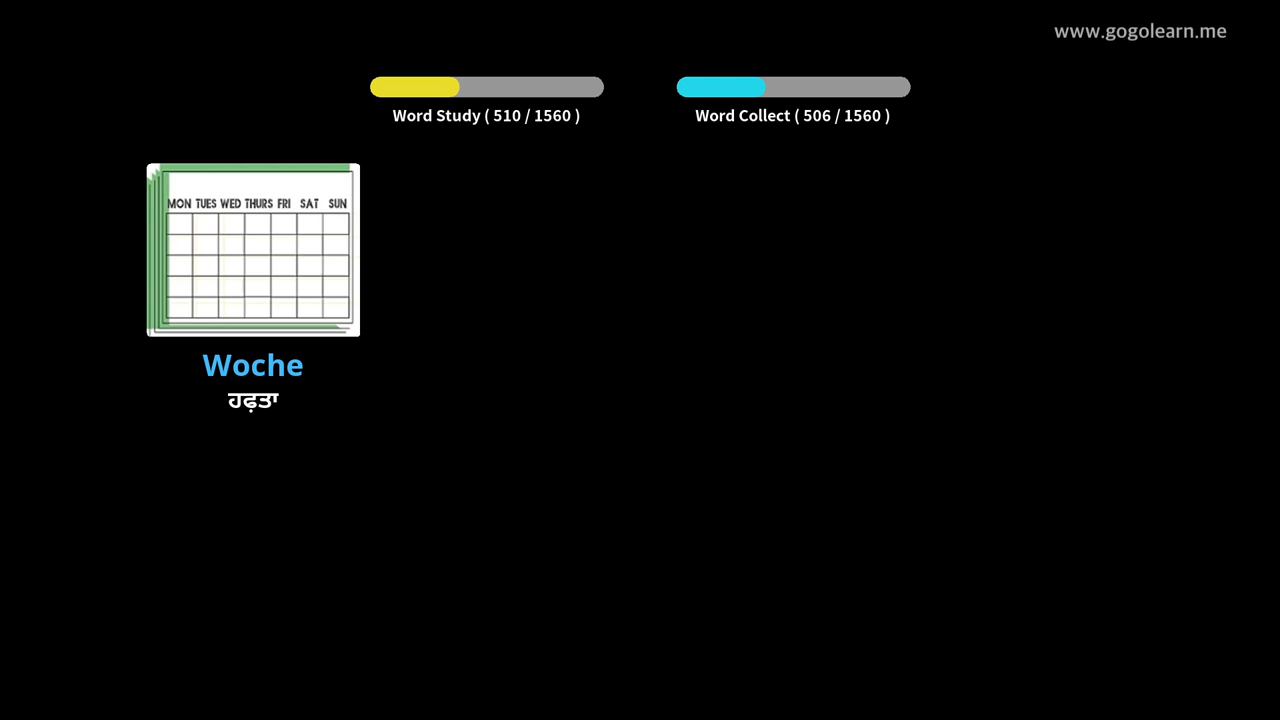 www.gogolearn.me
Word Study ( 510 / 1560 )
Word Collect ( 506 / 1560 )
MON TUES WED THURS FRI SAT SUN
Woche
ਹਫ਼ਤਾ